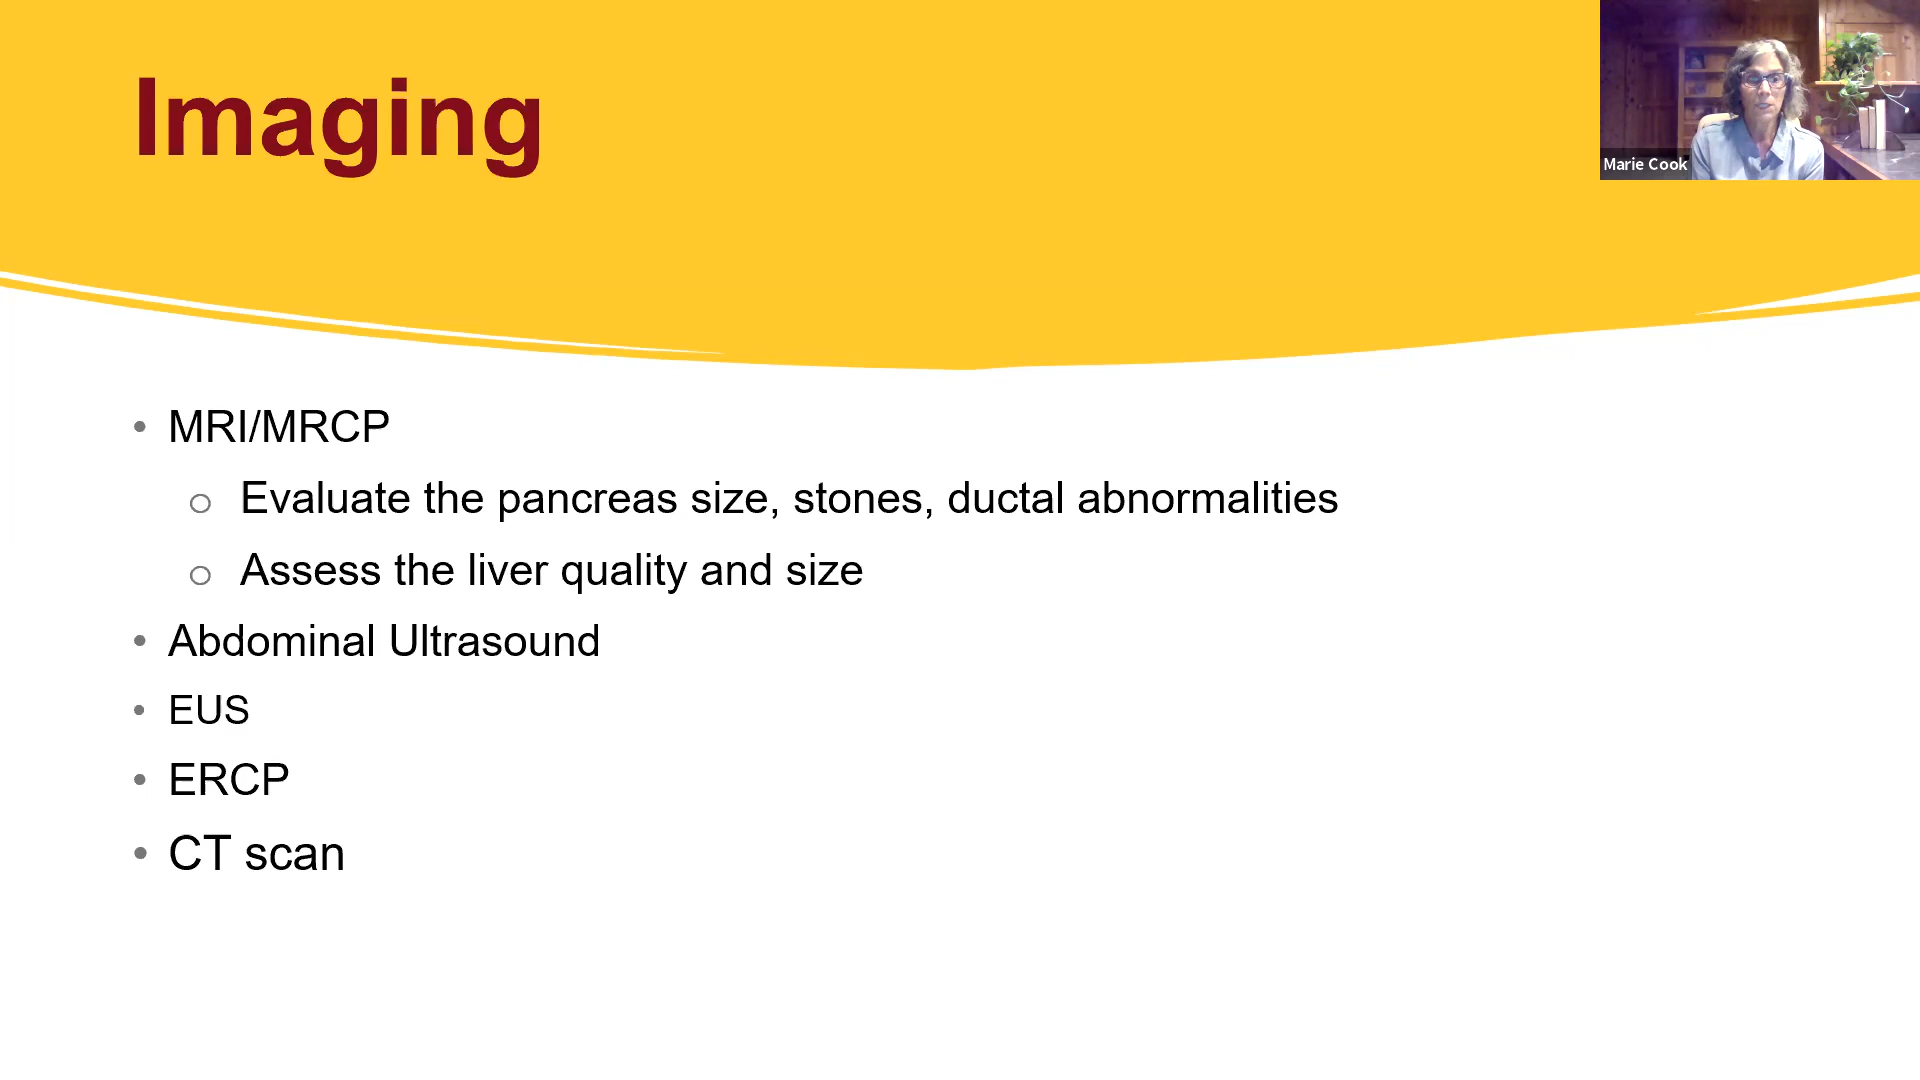 Imaging
Marie Cook
• MRI/MRCP
o Evaluate the pancreas size, stones, ductal abnormalities
o Assess the liver quality and size
• Abdominal Ultrasound
• EUS
• ERCP
• CT scan